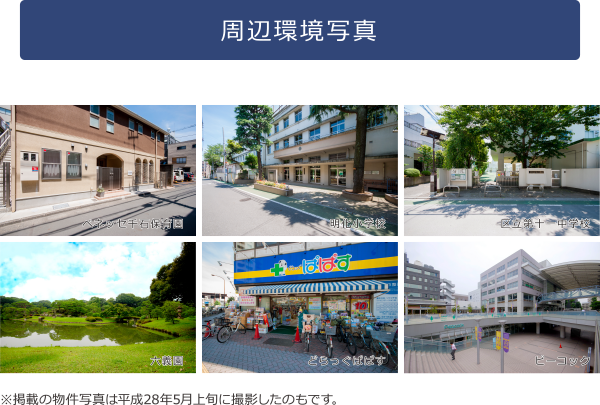 周辺環境写真
ベネッセ千石保育園
明化小学校
区立第十一中学校
六義園
ぱぱす
どらっぐぱぱす
ピーコック
※掲載の物件写真は平成28年5月上旬に撮影したのもです。